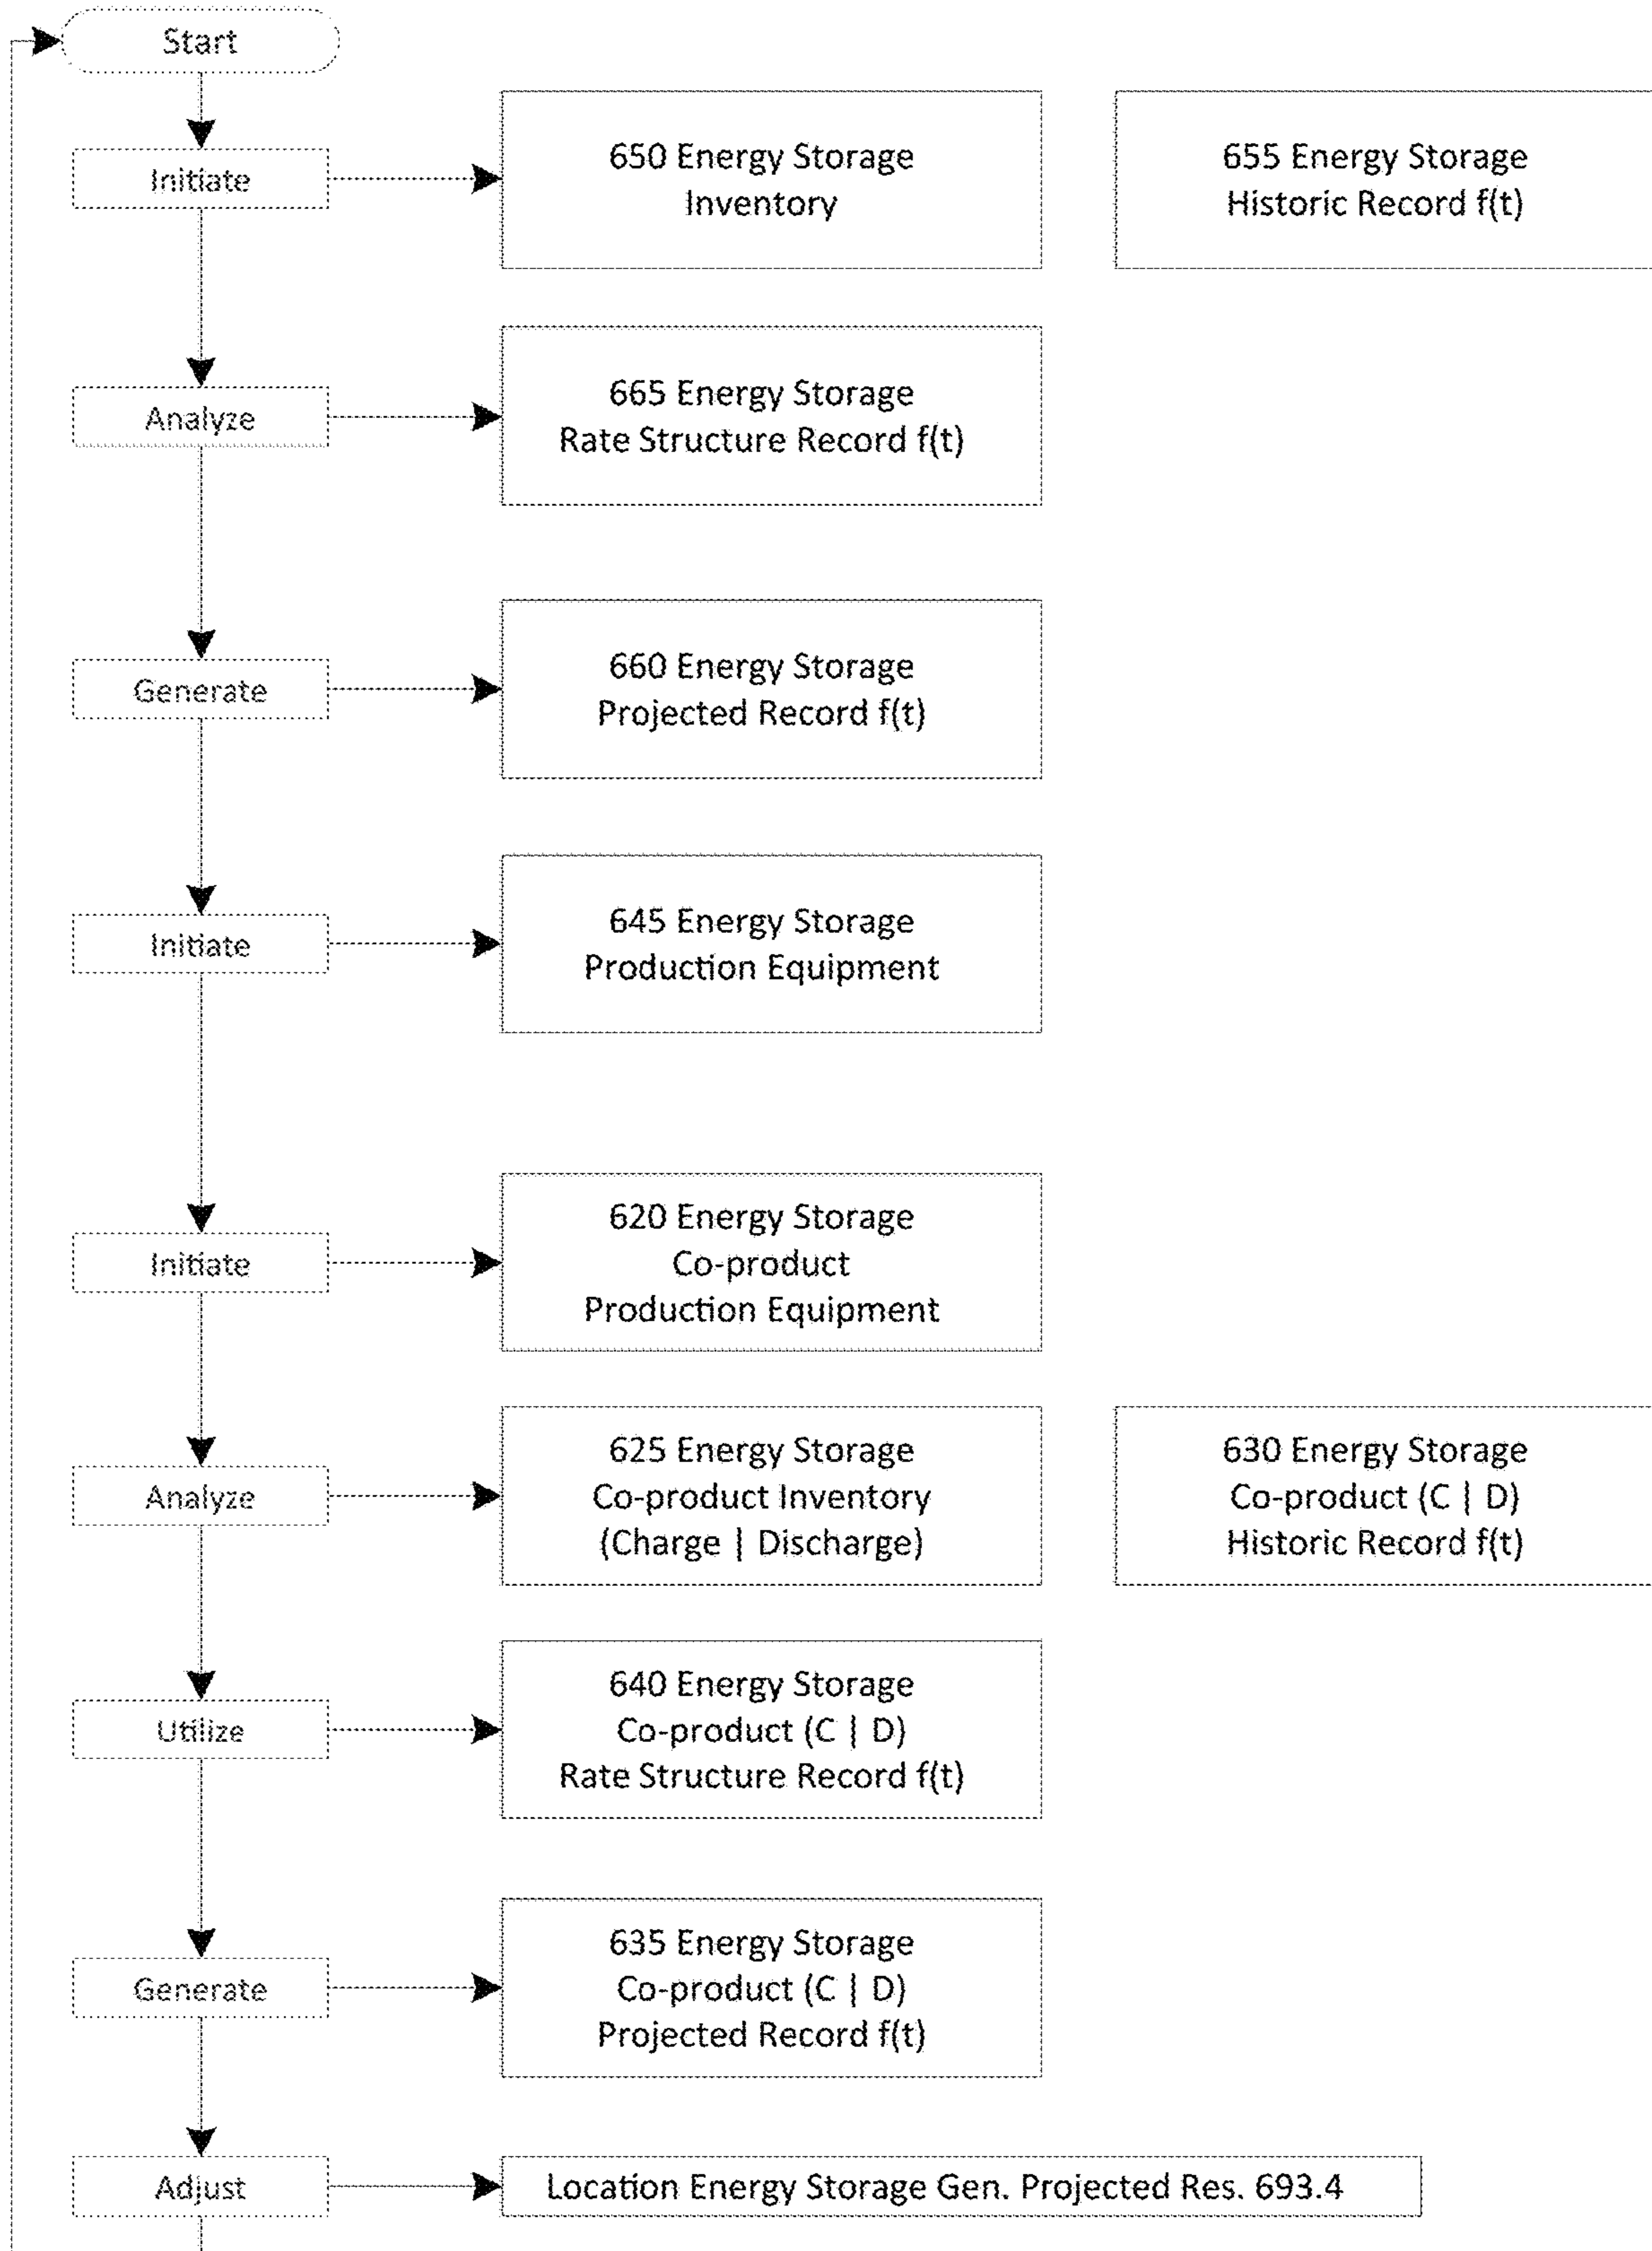 Start
Initiate
650 Energy Storage
Inventory
655 Energy Storage
Historic Record f(t)
Analyze
665 Energy Storage
Rate Structure Record f(t)
Generate
660 Energy Storage
Projected Record f(t)
Initiate
645 Energy Storage
Production Equipment
Initiate
620 Energy Storage
Co-product
Production Equipment
Analyze
625 Energy Storage
Co-product Inventory
(Charge | Discharge)
630 Energy Storage
Co-product (C | D)
Historic Record f(t)
Utilize
640 Energy Storage
Co-product (C | D)
Rate Structure Record f(t)
Generate
635 Energy Storage
Co-product (C | D)
Projected Record f(t)
Adjust
Location Energy Storage Gen. Projected Res. 693.4